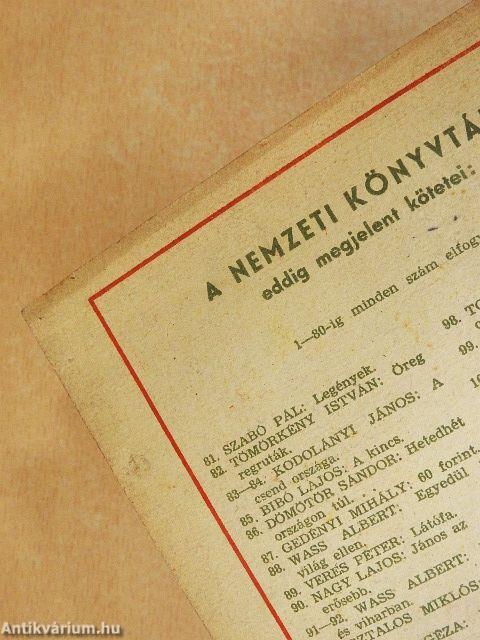 A NEMZETI
eddig megjelent kötetei:
1—80-ig minden szám
81. SZABÓ PÁL: Legények.
82. TÖMÖRKÉNY ISTVÁN: Öreg
regruták.
83—84. KODOLÁNYI JÁNOS: A
csend országa.
85. BIBÓ LAJOS: A kincs.
86. DÖMÖTÖR SÁNDOR: Hetedhét
országon túl.
87. GEDÉNYI MIHÁLY: 60 forint.
88. WASS ALBERT: Egyedül
világ ellen.
89. VERES PÉTER: Látófa.
90. NAGY LAJOS: János az
erősebb.
91—92. WASS ALBERT:
és viharban.
MIKLÓS:
98.
99.
Antikvárium.hu
Antikvárium.hu